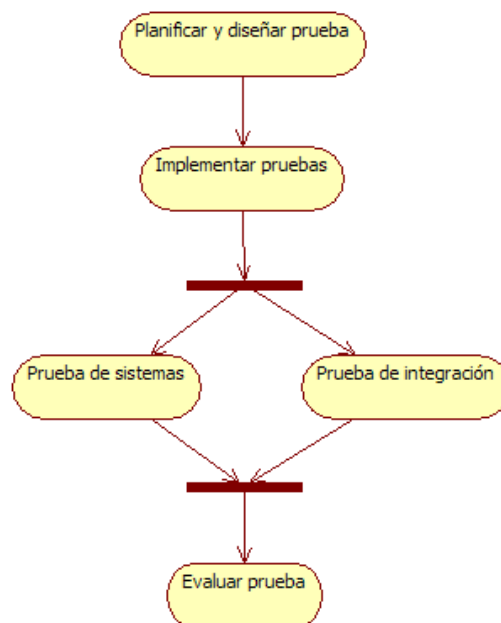 Planificar y diseñar prueba
Implementar pruebas
Prueba de sistemas
Prueba de integración
Evaluar prueba